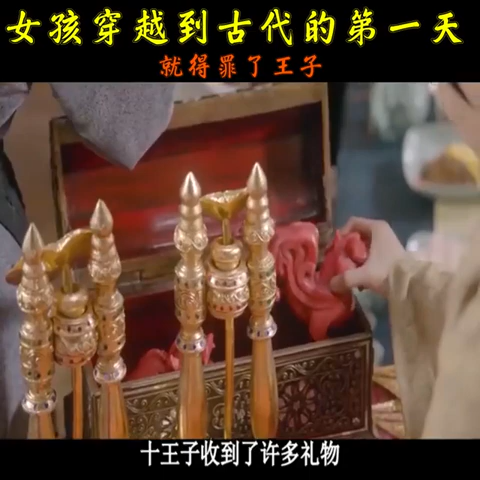 女孩穿越到古代的第一天
就得罪了王子
十王子收到了许多礼物